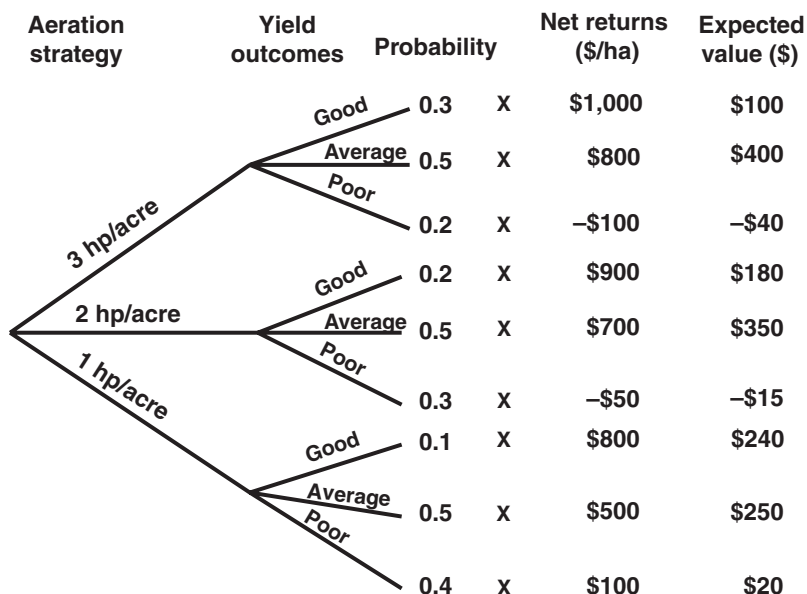 Aeration strategy
Yield outcomes
Probability
Net returns ($/ha)
Expected value ($)
3 hp/acre
Good 0.3 X $1,000 $100
Average 0.5 X $800 $400
Poor 0.2 X –$100 –$40
2 hp/acre
Good 0.2 X $900 $180
Average 0.5 X $700 $350
Poor 0.3 X –$50 –$15
1 hp/acre
Good 0.1 X $800 $240
Average 0.5 X $500 $250
Poor 0.4 X $100 $20